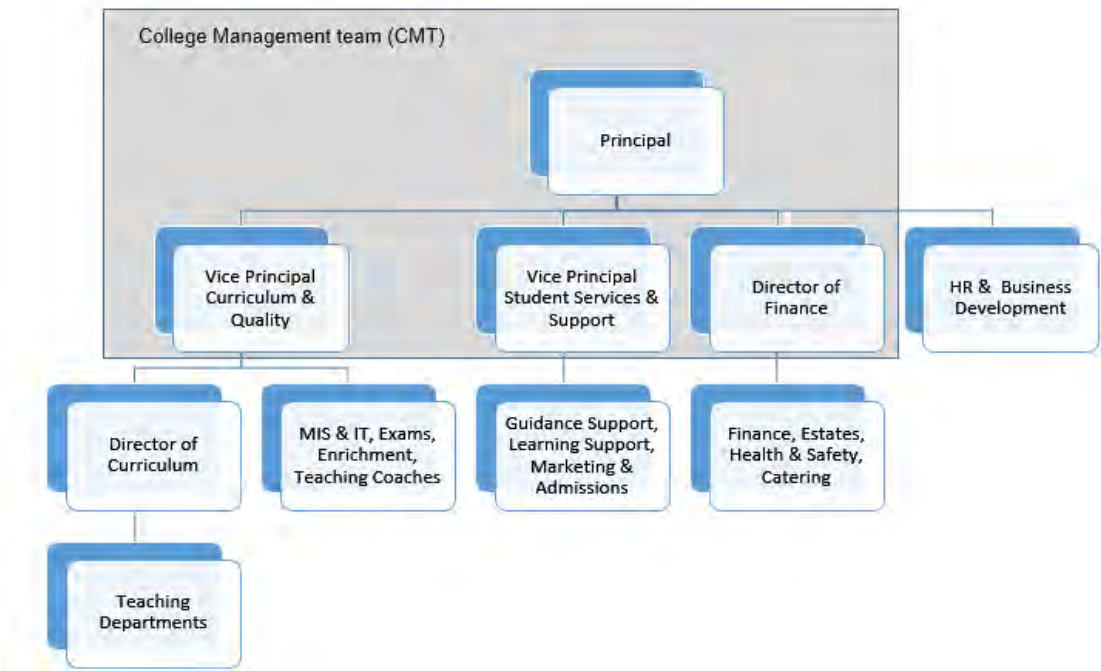 College Management team (CMT)
Principal
Vice Principal
Curriculum &
Quality
Vice Principal
Student Services &
Support
Director of
Finance
HR & Business
Development
Director of
Curriculum
MIS & IT, Exams,
Enrichment,
Teaching Coaches
Guidance Support,
Learning Support,
Marketing &
Admissions
Finance, Estates,
Health & Safety,
Catering
Teaching
Departments